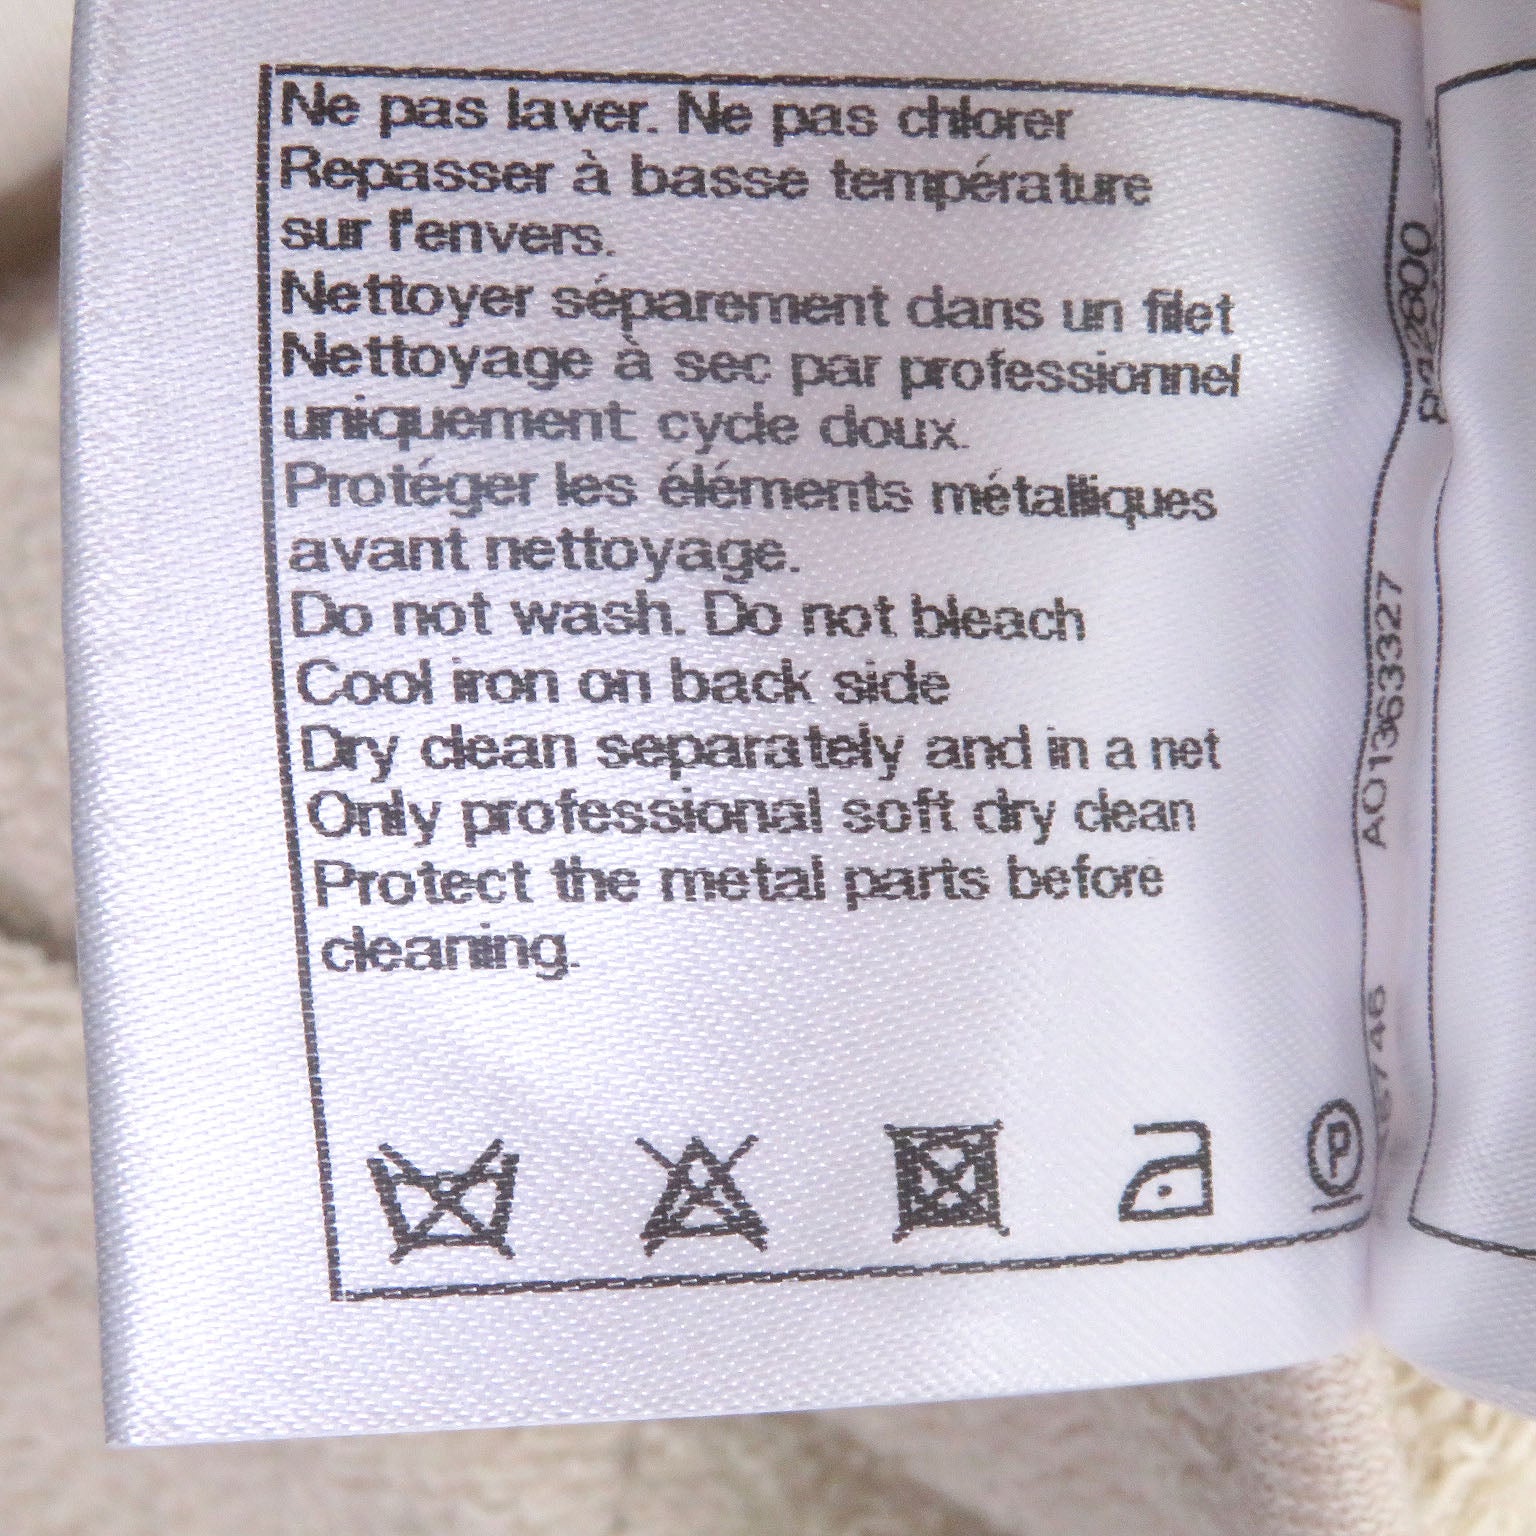 Ne pas laver. Ne pas chlorer
Repasser à basse température
sur l'envers.
Nettoyer séparement dans un filet
Nettoyage à sec par professionnel
uniquement cycle doux.
Protéger les éléments métalliques
avant nettoyage.
Do not wash. Do not bleach
Cool iron on back side
Dry clean separately and in a net
Only professional soft dry clean
Protect the metal parts before
cleaning.
P
A01363327